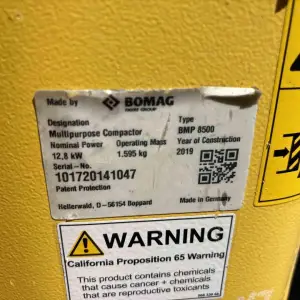 Made by BOMAG
FAYAT GROUP
Designation Type
Multipurpose Compactor BMP 8500
Nominal Power Operating Mass Year of Construction
12,8 kW 1.595 kg 2019
Serial-No.
101720141047
Patent Protection
Hellerwald, D-56154 Boppard Made in Germany
WARNING
California Proposition 65 Warning
This product contains chemicals
that cause cancer + chemicals
that are reproductive toxicants